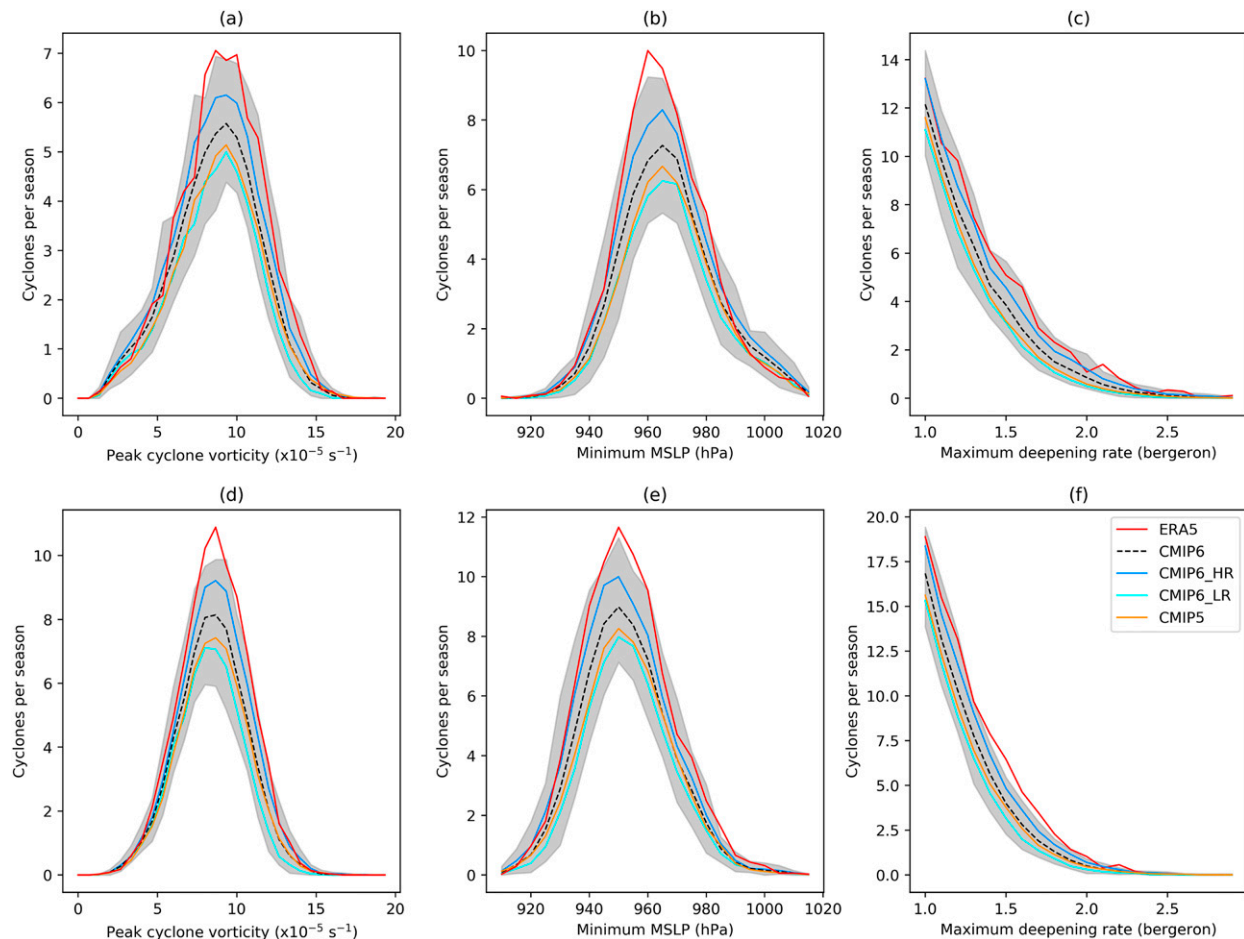 (a)
7
6
5
4
3
2
1
0
Cyclones per season
0 5 10 15 20
Peak cyclone vorticity (x10⁻⁵ s⁻¹)
(b)
10
8
6
4
2
0
Cyclones per season
920 940 960 980 1000 1020
Minimum MSLP (hPa)
(c)
14
12
10
8
6
4
2
0
Cyclones per season
1.0 1.5 2.0 2.5
Maximum deepening rate (bergeron)
(d)
10
8
6
4
2
0
Cyclones per season
0 5 10 15 20
Peak cyclone vorticity (x10⁻⁵ s⁻¹)
(e)
12
10
8
6
4
2
0
Cyclones per season
920 940 960 980 1000 1020
Minimum MSLP (hPa)
(f)
20.0
17.5
15.0
12.5
10.0
7.5
5.0
2.5
0.0
Cyclones per season
1.0 1.5 2.0 2.5
Maximum deepening rate (bergeron)
ERA5
CMIP6
CMIP6_HR
CMIP6_LR
CMIP5